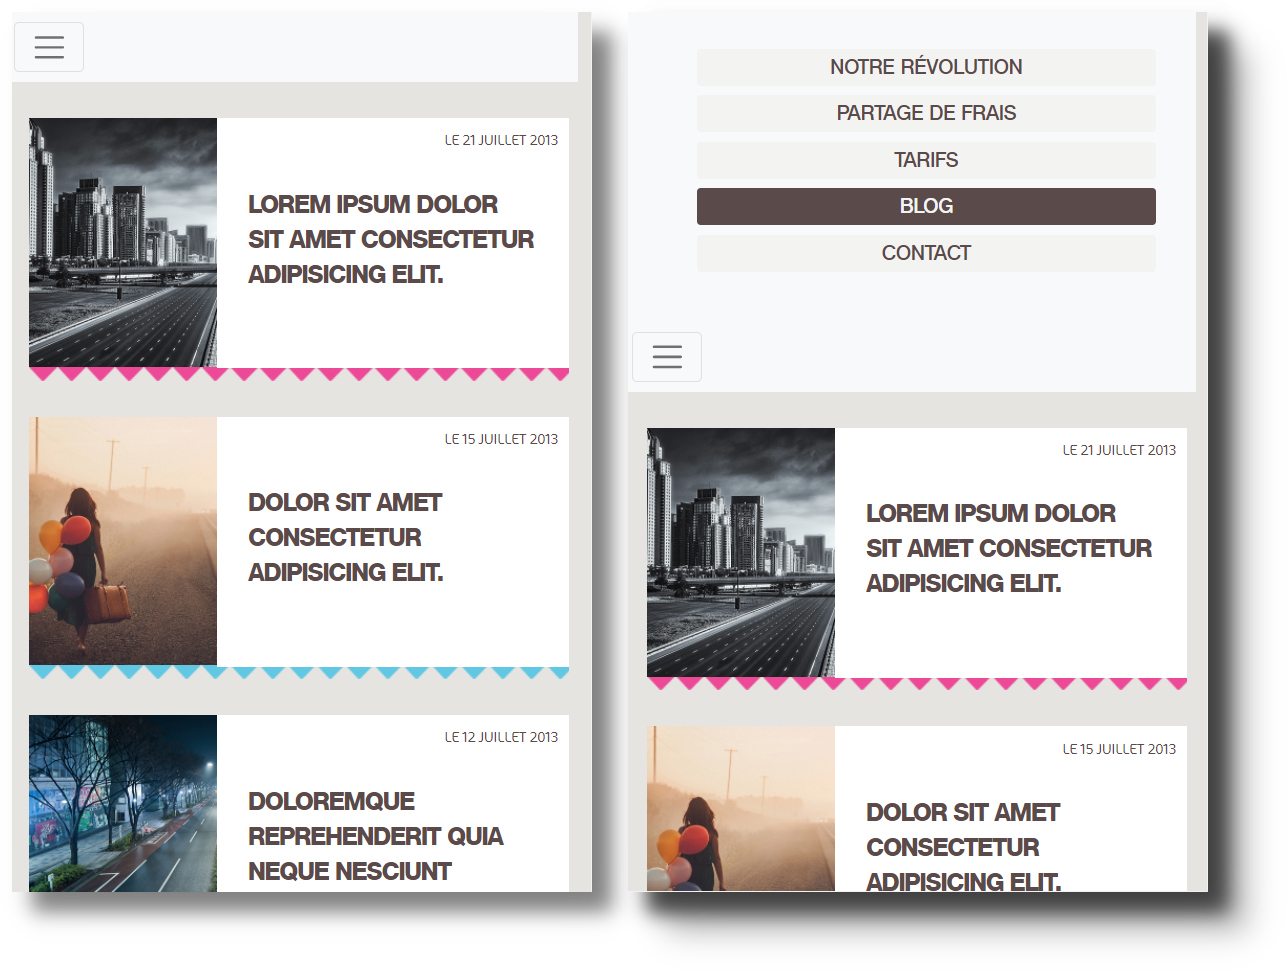 LE 21 JUILLET 2013
LOREM IPSUM DOLOR
SIT AMET CONSECTETUR
ADIPISICING ELIT.
LE 15 JUILLET 2013
DOLOR SIT AMET
CONSECTETUR
ADIPISICING ELIT.
LE 12 JUILLET 2013
DOLOREMQUE
REPREHENDERIT QUIA
NEQUE NESCIUNT
NOTRE RÉVOLUTION
PARTAGE DE FRAIS
TARIFS
BLOG
CONTACT
LE 21 JUILLET 2013
LOREM IPSUM DOLOR
SIT AMET CONSECTETUR
ADIPISICING ELIT.
LE 15 JUILLET 2013
DOLOR SIT AMET
CONSECTETUR
ADIPISICING ELIT.